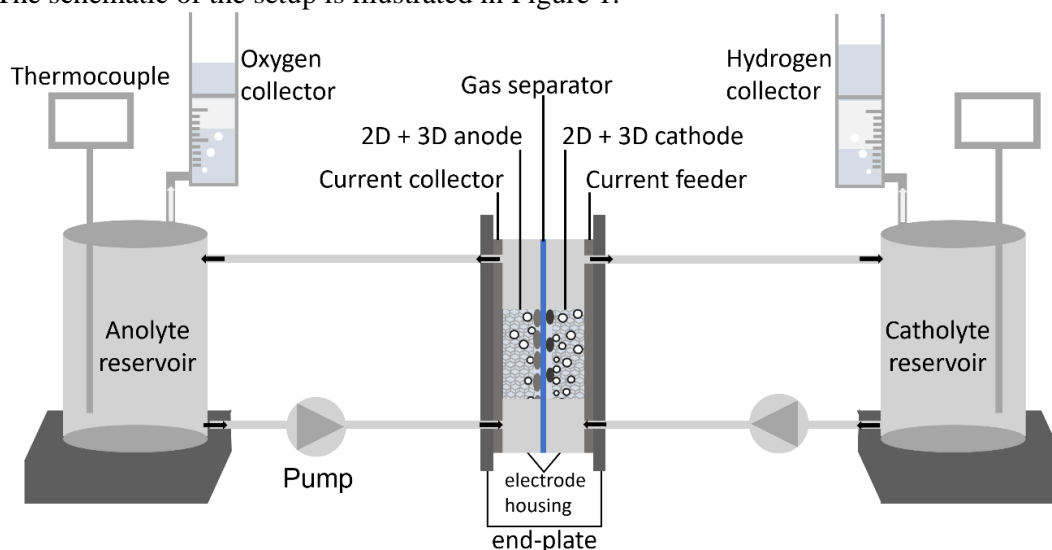 The schematic of the setup is illustrated in Figure 1.
Thermocouple
Oxygen
collector
Hydrogen
collector
Gas separator
2D + 3D anode
2D + 3D cathode
Current collector
Current feeder
Anolyte
reservoir
Catholyte
reservoir
Pump
electrode
housing
end-plate